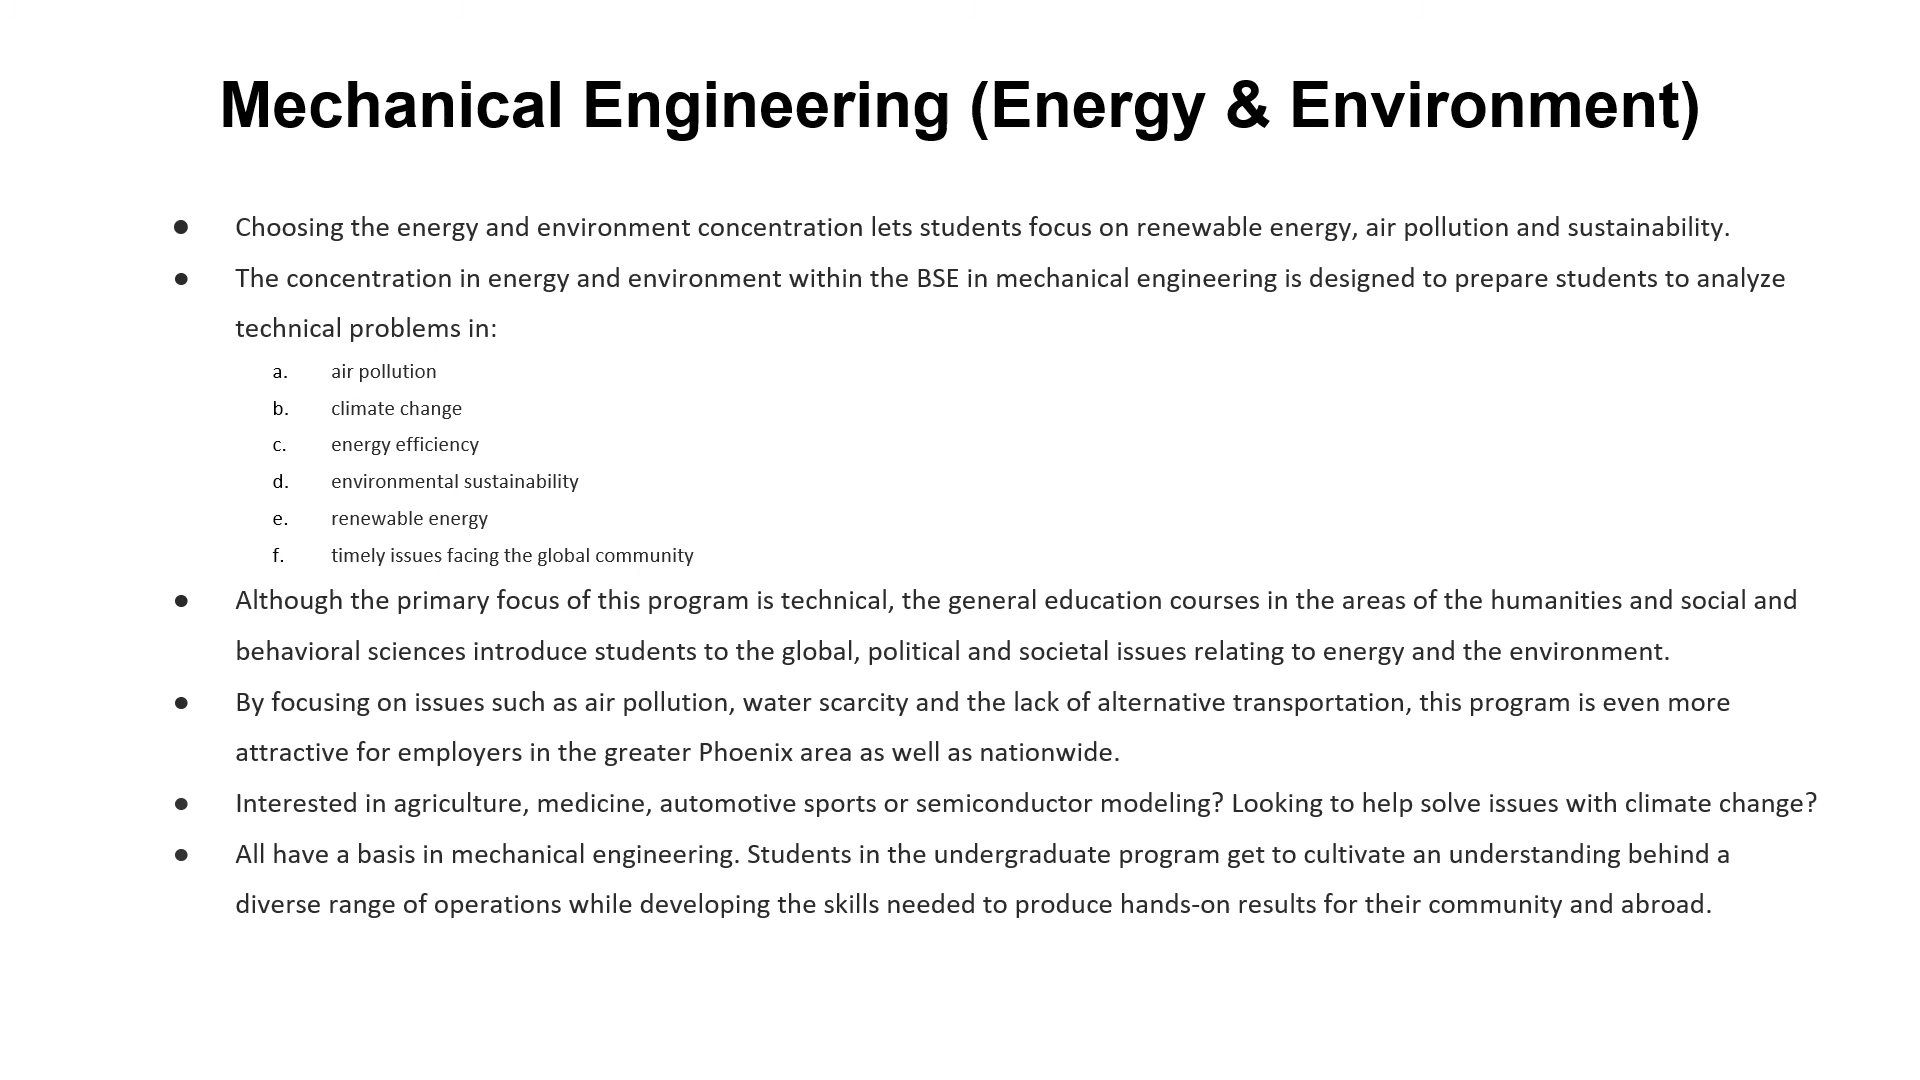 Mechanical Engineering (Energy & Environment)
● Choosing the energy and environment concentration lets students focus on renewable energy, air pollution and sustainability.
● The concentration in energy and environment within the BSE in mechanical engineering is designed to prepare students to analyze
technical problems in:
a. air pollution
b. climate change
c. energy efficiency
d. environmental sustainability
e. renewable energy
f. timely issues facing the global community
● Although the primary focus of this program is technical, the general education courses in the areas of the humanities and social and
behavioral sciences introduce students to the global, political and societal issues relating to energy and the environment.
● By focusing on issues such as air pollution, water scarcity and the lack of alternative transportation, this program is even more
attractive for employers in the greater Phoenix area as well as nationwide.
● Interested in agriculture, medicine, automotive sports or semiconductor modeling? Looking to help solve issues with climate change?
● All have a basis in mechanical engineering. Students in the undergraduate program get to cultivate an understanding behind a
diverse range of operations while developing the skills needed to produce hands-on results for their community and abroad.